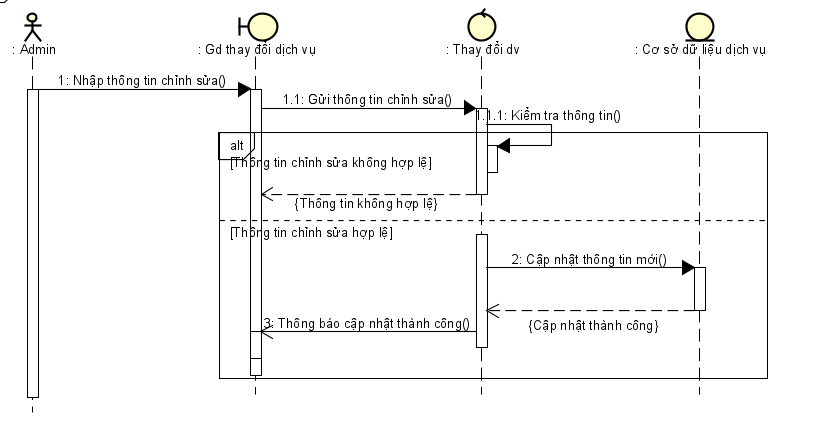 : Admin
: Gd thay đổi dịch vụ
: Thay đổi dv
: Cơ sở dữ liệu dịch vụ
1: Nhập thông tin chỉnh sửa()
1.1: Gửi thông tin chỉnh sửa()
1.1.1: Kiểm tra thông tin()
alt
[Thông tin chỉnh sửa không hợp lệ]
{Thông tin không hợp lệ}
[Thông tin chỉnh sửa hợp lệ]
2: Cập nhật thông tin mới()
3: Thông báo cập nhật thành công()
{Cập nhật thành công}